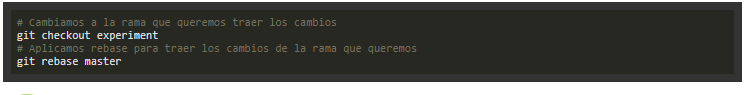 # Cambiamos a la rama que queremos traer los cambios
git checkout experiment
# Aplicamos rebase para traer los cambios de la rama que queremos
git rebase master